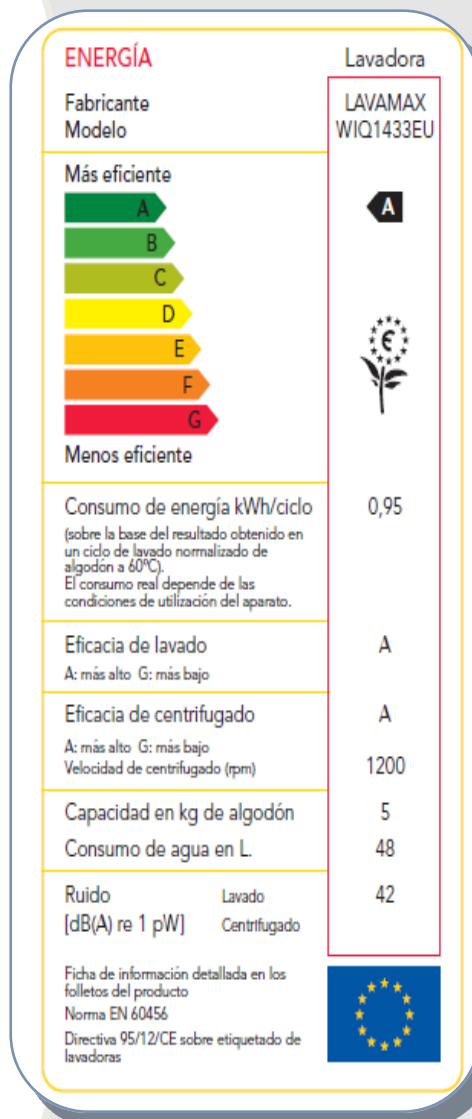 ENERGÍA Lavadora
Fabricante LAVAMAX
Modelo WIQ1433EU
Más eficiente
A A
B
C
D
E
F
G
Menos eficiente
Consumo de energía kWh/ciclo 0,95
(sobre la base del resultado obtenido en
un ciclo de lavado normalizado de
algodón a 60ºC).
El consumo real depende de las
condiciones de utilización del aparato.
Eficacia de lavado A
A: más alto G: más bajo
Eficacia de centrifugado A
A: más alto G: más bajo
Velocidad de centrifugado (rpm) 1200
Capacidad en kg de algodón 5
Consumo de agua en L. 48
Ruido Lavado 42
[dB(A) re 1 pW] Centrifugado
Ficha de información detallada en los
folletos del producto
Norma EN 60456
Directiva 95/12/CE sobre etiquetado de
lavadoras